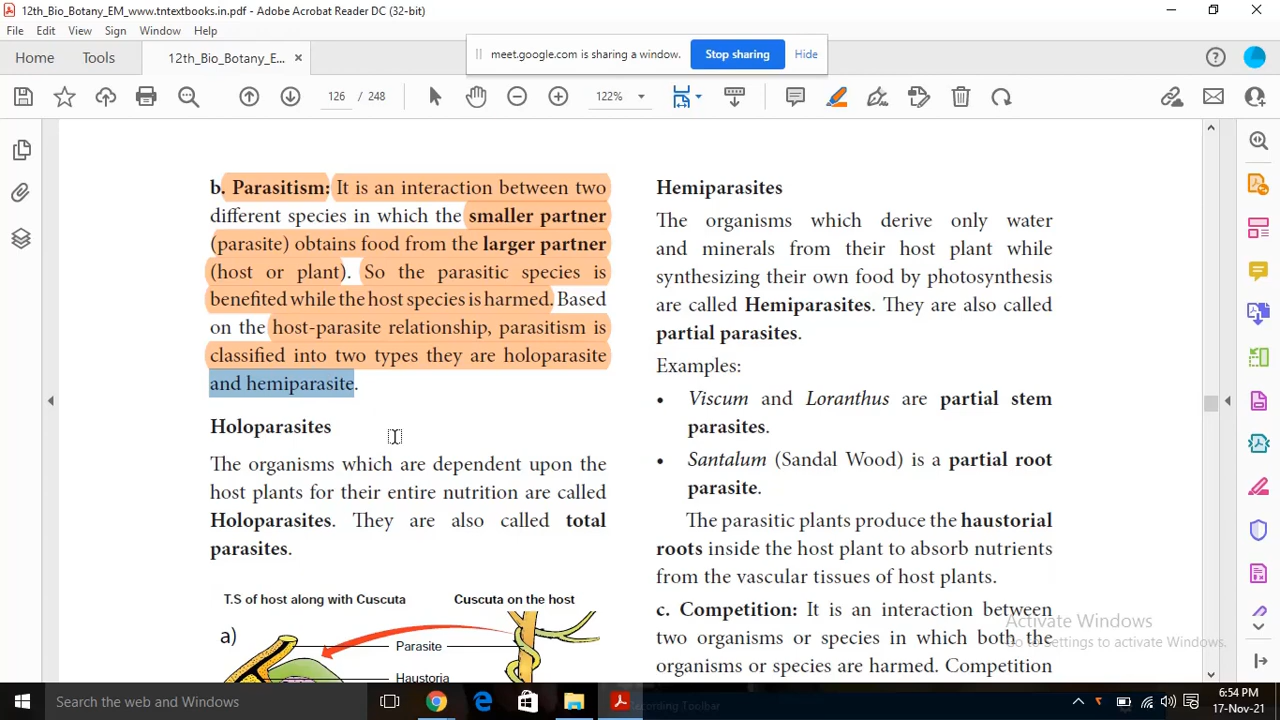 12th_Bio_Botany_EM_www.tntextbooks.in.pdf - Adobe Acrobat Reader DC (32-bit)
File Edit View Sign Window Help
Home Tools 12th_Bio_Botany_E... ×
meet.google.com is sharing a window. Stop sharing Hide
126 / 248 122%
b. Parasitism: It is an interaction between two
different species in which the smaller partner
(parasite) obtains food from the larger partner
(host or plant). So the parasitic species is
benefited while the host species is harmed. Based
on the host-parasite relationship, parasitism is
classified into two types they are holoparasite
and hemiparasite.
Holoparasites
The organisms which are dependent upon the
host plants for their entire nutrition are called
Holoparasites. They are also called total
parasites.
T.S of host along with Cuscuta Cuscuta on the host
a)
Parasite
Haustoria
Hemiparasites
The organisms which derive only water
and minerals from their host plant while
synthesizing their own food by photosynthesis
are called Hemiparasites. They are also called
partial parasites.
Examples:
• Viscum and Loranthus are partial stem
parasites.
• Santalum (Sandal Wood) is a partial root
parasite.
The parasitic plants produce the haustorial
roots inside the host plant to absorb nutrients
from the vascular tissues of host plants.
c. Competition: It is an interaction between
two organisms or species in which both the
organisms or species are harmed. Competition
Activate Windows
Go to Settings to activate Windows.
Search the web and Windows
Recording Toolbar
6:54 PM
17-Nov-21